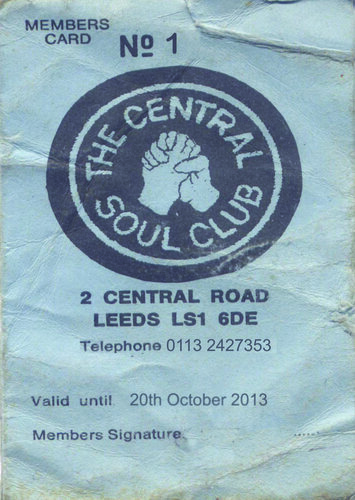 MEMBERS
CARD
Nº 1
THE CENTRAL
SOUL CLUB
2 CENTRAL ROAD
LEEDS LS1 6DE
Telephone 0113 2427353
Valid until 20th October 2013
Members Signature